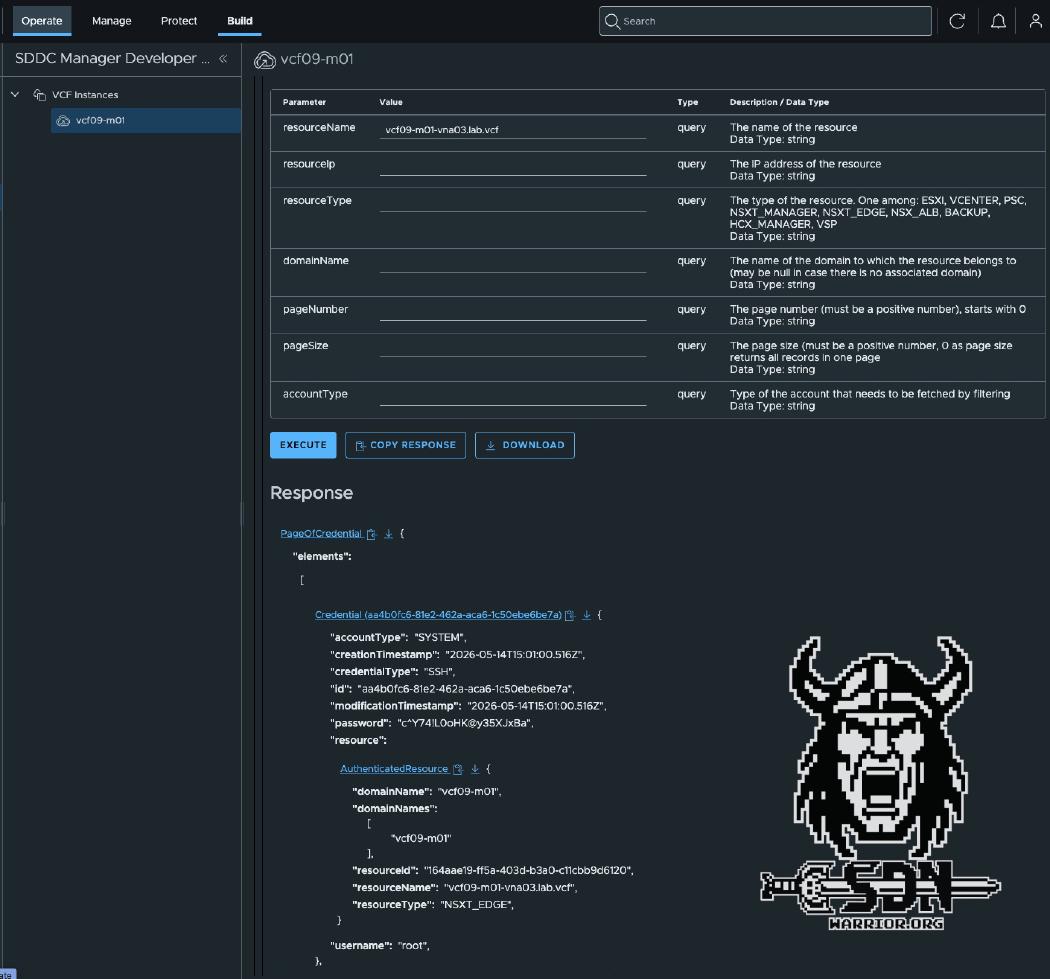 Operate Manage Protect Build Search
SDDC Manager Developer ... «
vcf09-m01
VCF Instances
vcf09-m01
Parameter Value Type Description / Data Type
resourceName vcf09-m01-vna03.lab.vcf query The name of the resource
Data Type: string
resourceIp query The IP address of the resource
Data Type: string
resourceType query The type of the resource. One among: ESXI, VCENTER, PSC,
NSXT_MANAGER, NSXT_EDGE, NSX_ALB, BACKUP,
HCX_MANAGER, VSP
Data Type: string
domainName query The name of the domain to which the resource belongs to
(may be null in case there is no associated domain)
Data Type: string
pageNumber query The page number (must be a positive number), starts with 0
Data Type: string
pageSize query The page size (must be a positive number, 0 as page size
returns all records in one page
Data Type: string
accountType query Type of the account that needs to be fetched by filtering
Data Type: string
EXECUTE COPY RESPONSE DOWNLOAD
Response
PageOfCredential {
"elements":
[
Credential (aa4b0fc6-81e2-462a-aca6-1c50ebe6be7a) {
"accountType": "SYSTEM",
"creationTimestamp": "2026-05-14T15:01:00.516Z",
"credentialType": "SSH",
"id": "aa4b0fc6-81e2-462a-aca6-1c50ebe6be7a",
"modificationTimestamp": "2026-05-14T15:01:00.516Z",
"password": "c^Y74!L0oHK@y35XJxBa",
"resource":
AuthenticatedResource {
"domainName": "vcf09-m01",
"domainNames":
[
"vcf09-m01"
],
"resourceId": "164aae19-ff5a-403d-b3a0-c11cbb9d6120",
"resourceName": "vcf09-m01-vna03.lab.vcf",
"resourceType": "NSXT_EDGE",
}
"username": "root",
},
SDN
WARRIOR.ORG
ate